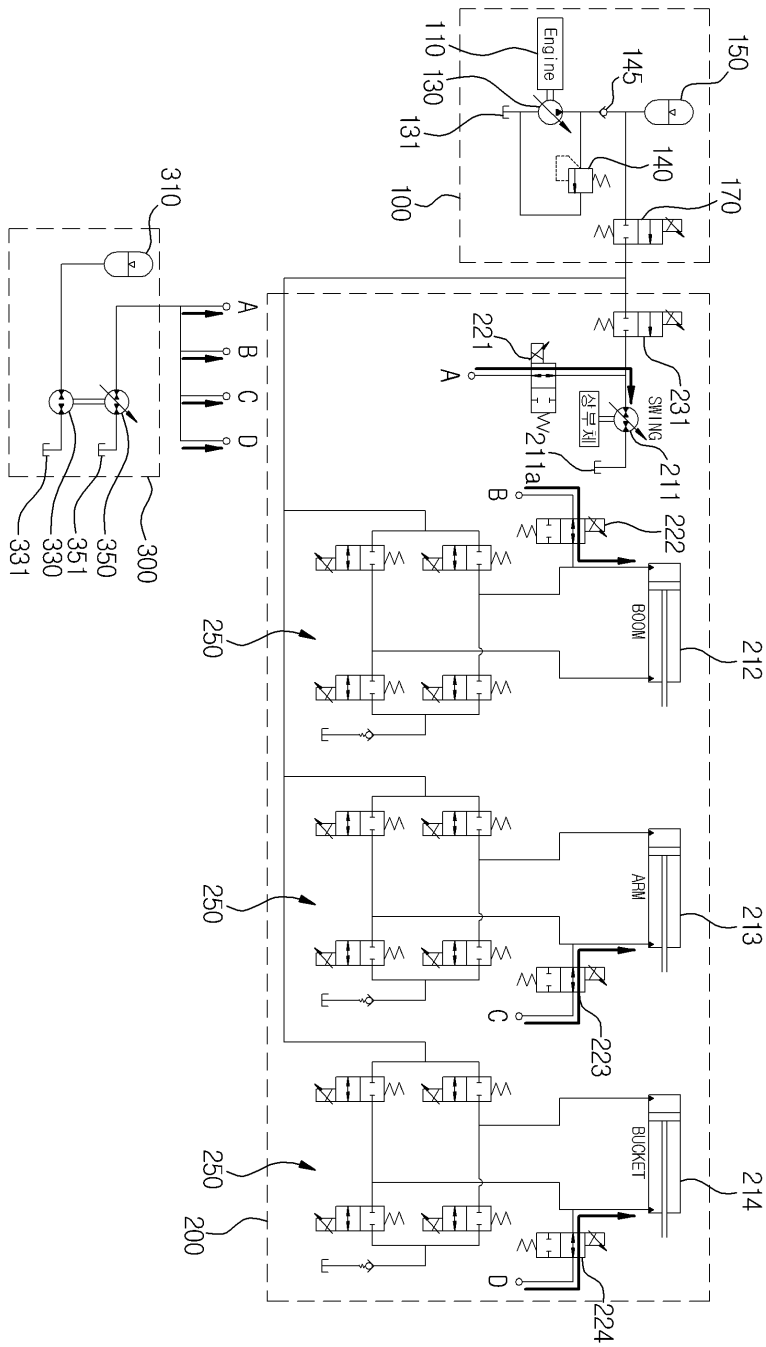 110
130
131
Engine
145
150
140
100
170
310
A
B
C
D
300
350
351
330
331
221
A
상부체
SWING
231
211
211a
B
222
BOOM
212
250
ARM
213
250
C
223
BUCKET
214
250
200
D
224